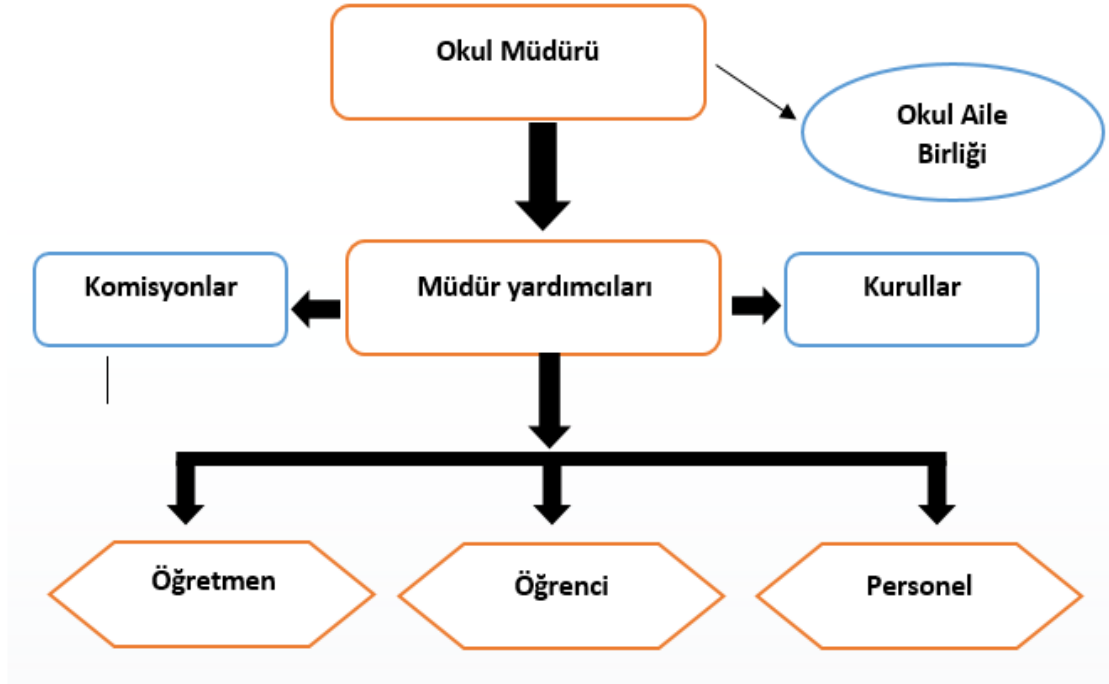 Okul Müdürü
Okul Aile
Birliği
Komisyonlar
Müdür yardımcıları
Kurullar
Öğretmen
Öğrenci
Personel